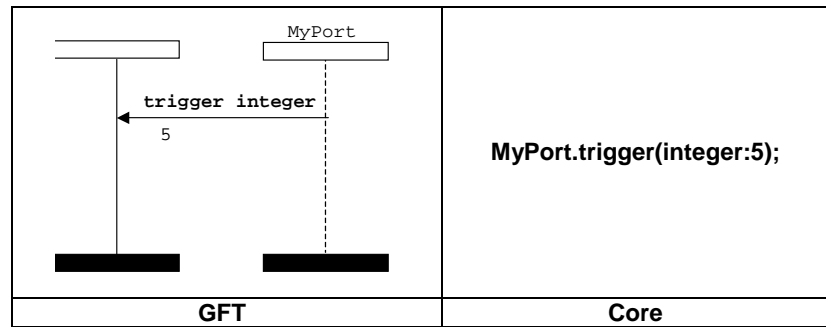 MyPort
trigger integer
5
MyPort.trigger(integer:5);
GFT
Core